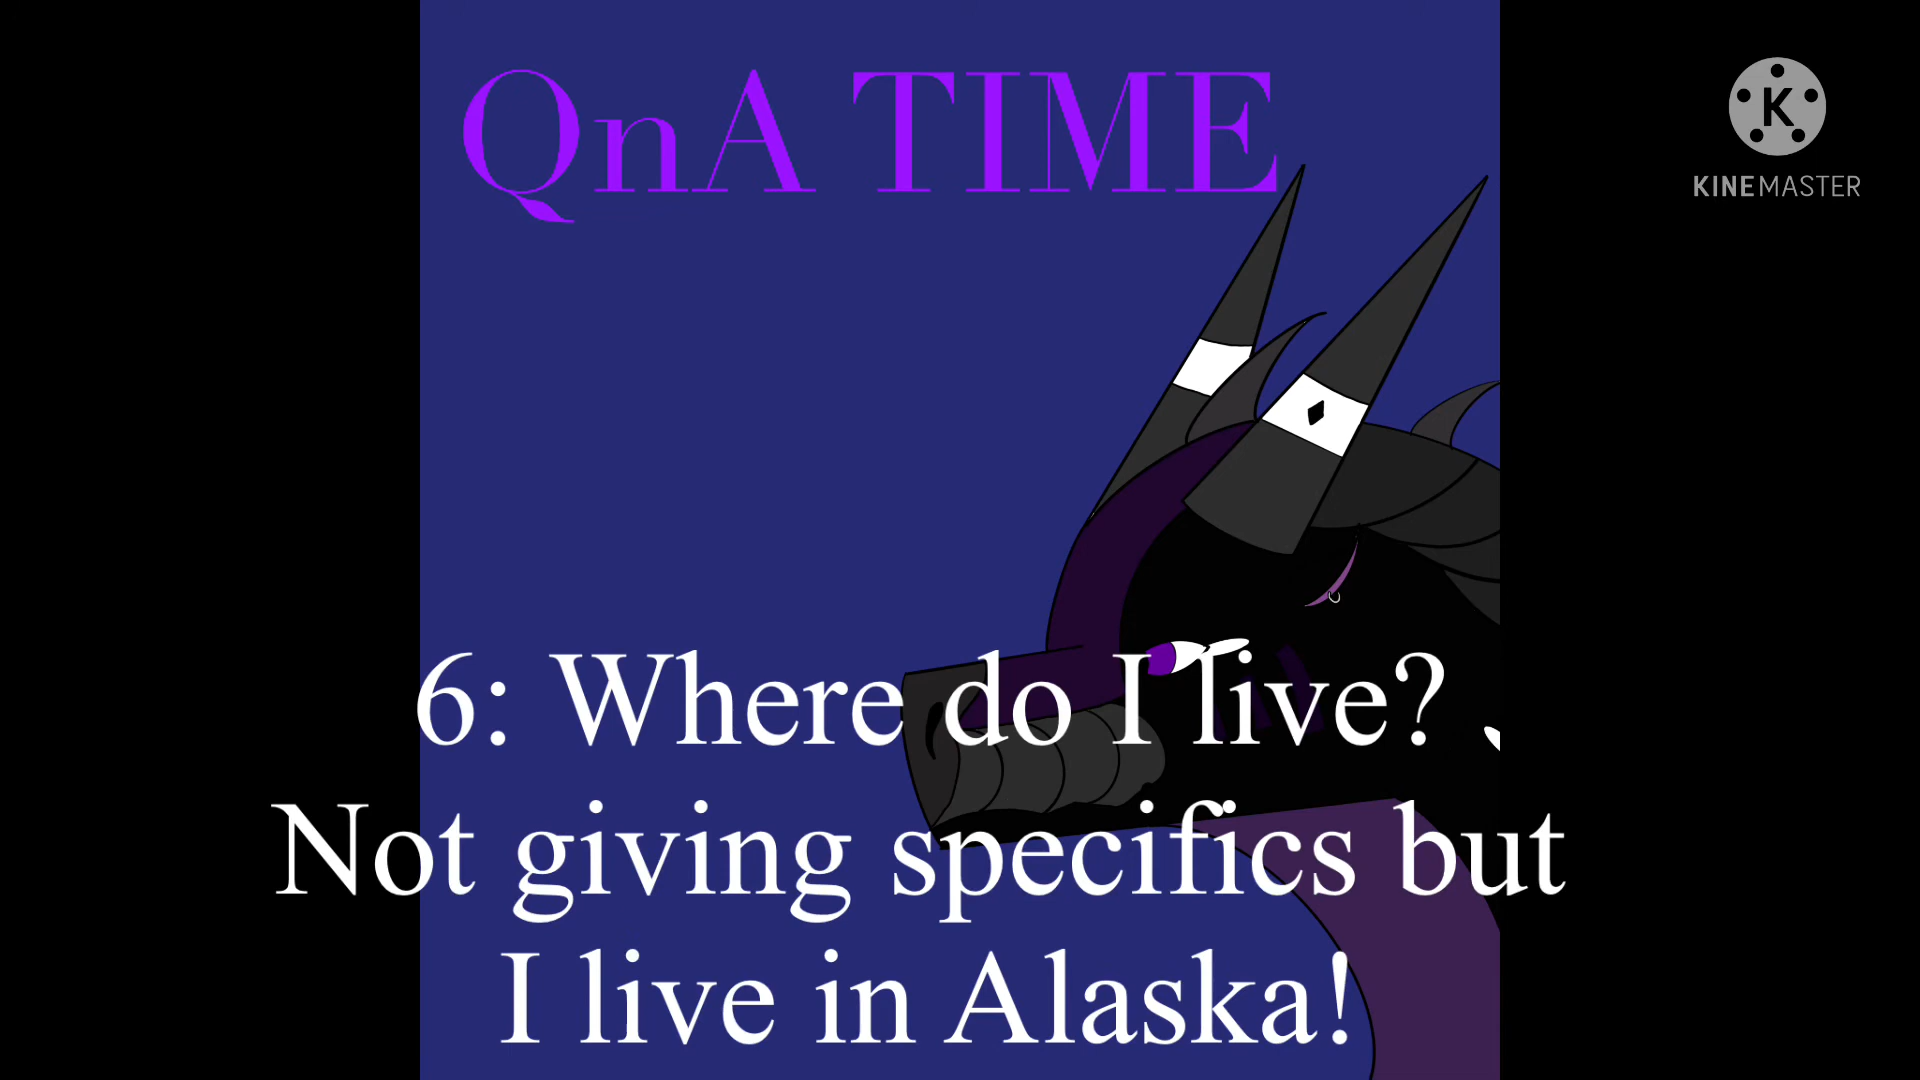 QnA TIME
K
KINEMASTER
6: Where do I live?
Not giving specifics but
I live in Alaska!